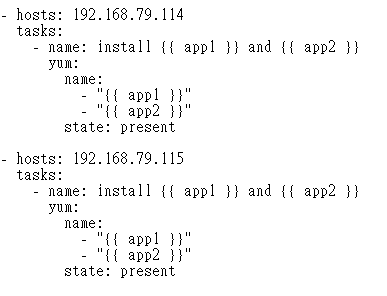 - hosts: 192.168.79.114
  tasks:
    - name: install {{ app1 }} and {{ app2 }}
      yum:
        name:
          - "{{ app1 }}"
          - "{{ app2 }}"
        state: present

- hosts: 192.168.79.115
  tasks:
    - name: install {{ app1 }} and {{ app2 }}
      yum:
        name:
          - "{{ app1 }}"
          - "{{ app2 }}"
        state: present